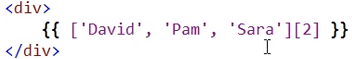 <div>
{{ ['David', 'Pam', 'Sara'][2] }}
</div>